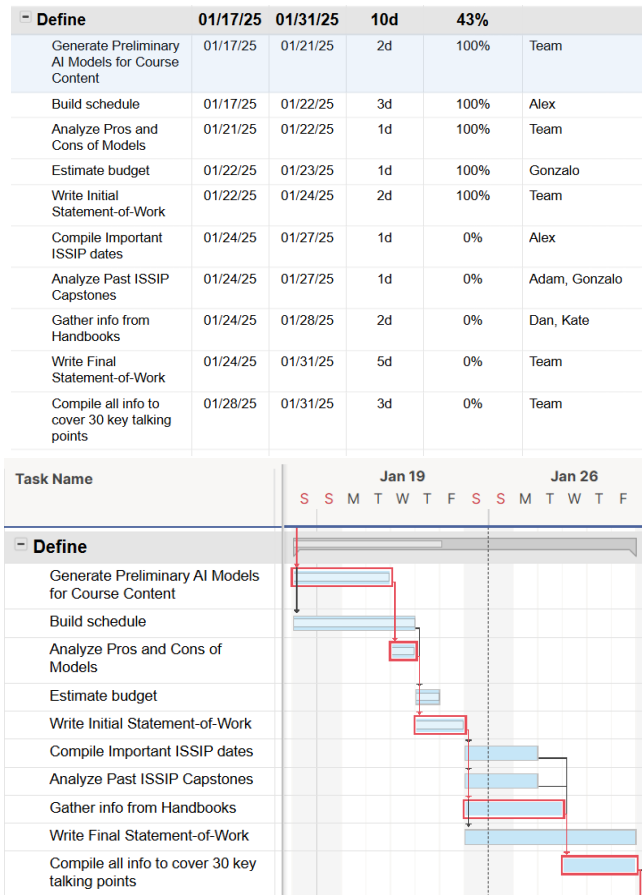 Define 01/17/25 01/31/25 10d 43%
Generate Preliminary 01/17/25 01/21/25 2d 100% Team
AI Models for Course
Content
Build schedule 01/17/25 01/22/25 3d 100% Alex
Analyze Pros and 01/21/25 01/22/25 1d 100% Team
Cons of Models
Estimate budget 01/22/25 01/23/25 1d 100% Gonzalo
Write Initial 01/22/25 01/24/25 2d 100% Team
Statement-of-Work
Compile Important 01/24/25 01/27/25 1d 0% Alex
ISSIP dates
Analyze Past ISSIP 01/24/25 01/27/25 1d 0% Adam, Gonzalo
Capstones
Gather info from 01/24/25 01/28/25 2d 0% Dan, Kate
Handbooks
Write Final 01/24/25 01/31/25 5d 0% Team
Statement-of-Work
Compile all info to 01/28/25 01/31/25 3d 0% Team
cover 30 key talking
points
Task Name Jan 19 Jan 26
S S M T W T F S S M T W T F
Define
Generate Preliminary AI Models
for Course Content
Build schedule
Analyze Pros and Cons of
Models
Estimate budget
Write Initial Statement-of-Work
Compile Important ISSIP dates
Analyze Past ISSIP Capstones
Gather info from Handbooks
Write Final Statement-of-Work
Compile all info to cover 30 key
talking points